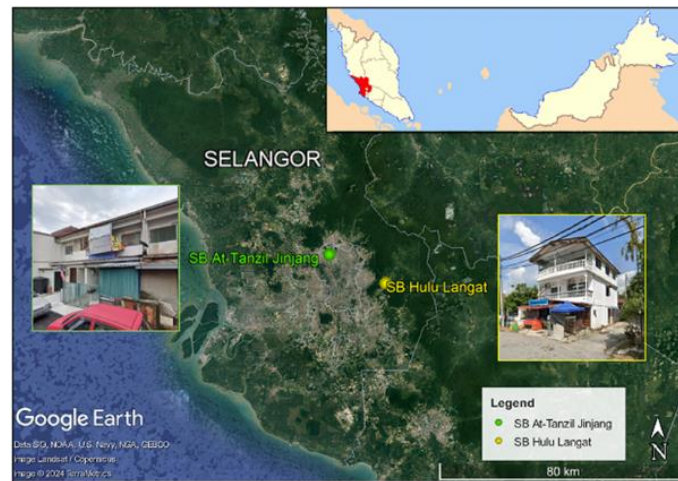 SELANGOR
SB At-Tanzil Jinjang
SB Hulu Langat
Google Earth
Data SIO, NOAA, U.S. Navy, NGA, GEBCO
Image Landsat / Copernicus
Image © 2024 TerraMetrics
Legend
SB At-Tanzil Jinjang
SB Hulu Langat
N
80 km